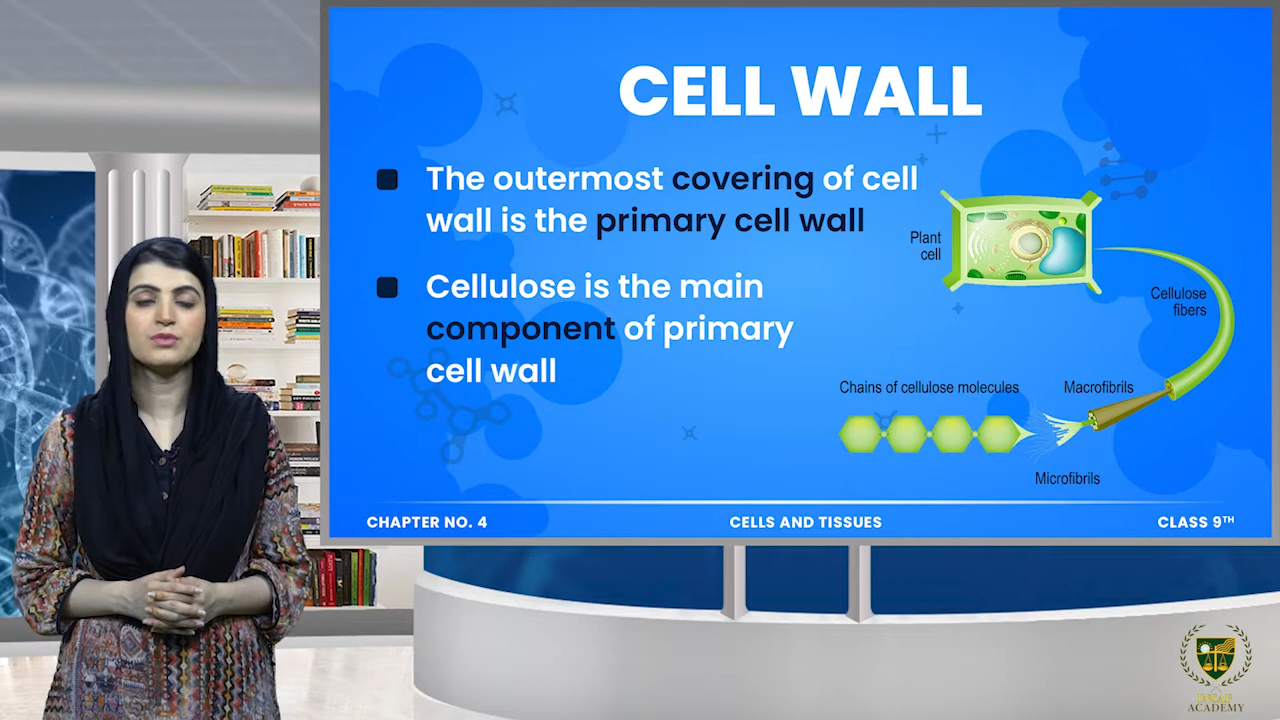 CELL WALL
The outermost covering of cell
wall is the primary cell wall
Cellulose is the main
component of primary
cell wall
Plant
cell
Cellulose
fibers
Chains of cellulose molecules
Macrofibrils
Microfibrils
CHAPTER NO. 4
CELLS AND TISSUES
CLASS 9TH
ACADEMY